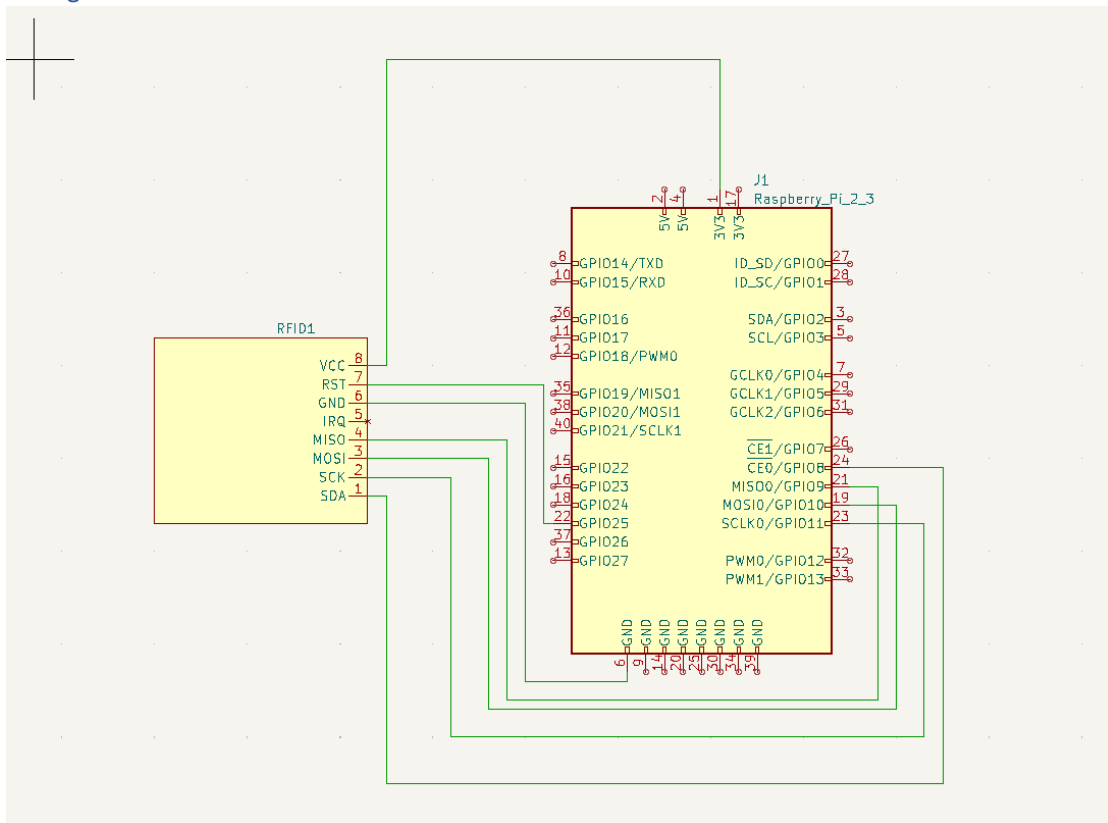 J1
Raspberry_Pi_2_3
2 4 1 17
5V 5V 3V3 3V3
8 GPIO14/TXD ID_SD/GPIO0 27
10 GPIO15/RXD ID_SC/GPIO1 28
36 GPIO16 SDA/GPIO2 3
11 GPIO17 SCL/GPIO3 5
12 GPIO18/PWM0
GCLK0/GPIO4 7
35 GPIO19/MISO1 GCLK1/GPIO5 29
38 GPIO20/MOSI1 GCLK2/GPIO6 31
40 GPIO21/SCLK1
CE1/GPIO7 26
15 GPIO22 CE0/GPIO8 24
16 GPIO23 MISO0/GPIO9 21
18 GPIO24 MOSI0/GPIO10 19
22 GPIO25 SCLK0/GPIO11 23
37 GPIO26
13 GPIO27 PWM0/GPIO12 32
PWM1/GPIO13 33
GND GND GND GND GND GND GND GND
6 9 14 20 25 30 34 39
RFID1
VCC 8
RST 7
GND 6
IRQ 5
MISO 4
MOSI 3
SCK 2
SDA 1